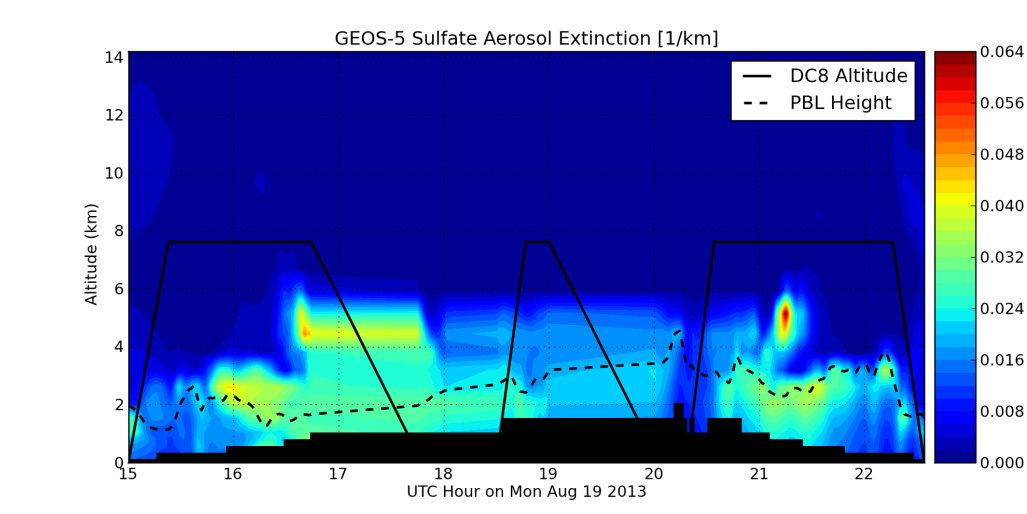 GEOS-5 Sulfate Aerosol Extinction [1/km]
DC8 Altitude
PBL Height
Altitude (km)
14
12
10
8
6
4
2
0
15 16 17 18 19 20 21 22
UTC Hour on Mon Aug 19 2013
0.064
0.056
0.048
0.040
0.032
0.024
0.016
0.008
0.000